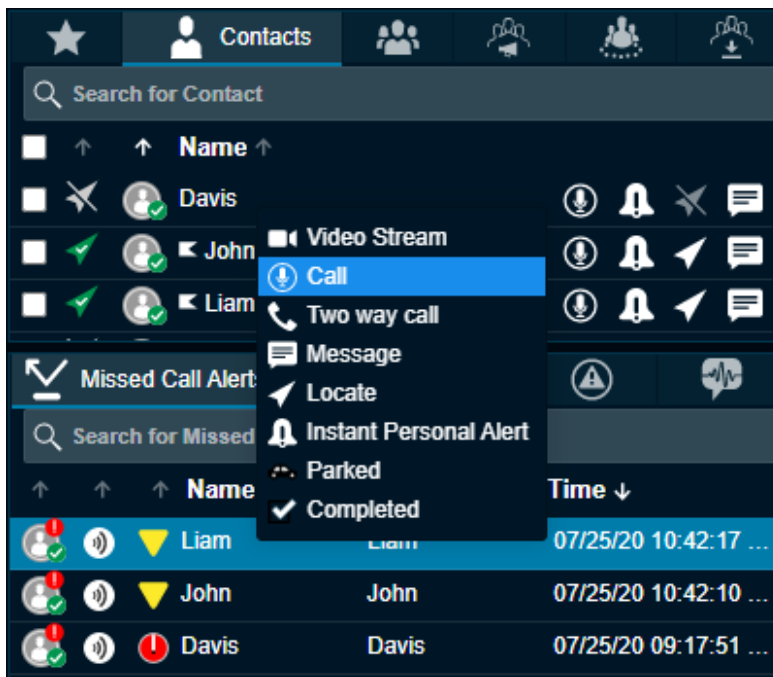 Contacts
Search for Contact
Name
Davis
John
Liam
Video Stream
Call
Two way call
Message
Locate
Instant Personal Alert
Parked
Completed
Missed Call Alert
Search for Missed
Name Time
Liam Liam 07/25/20 10:42:17 ...
John John 07/25/20 10:42:10 ...
Davis Davis 07/25/20 09:17:51 ...